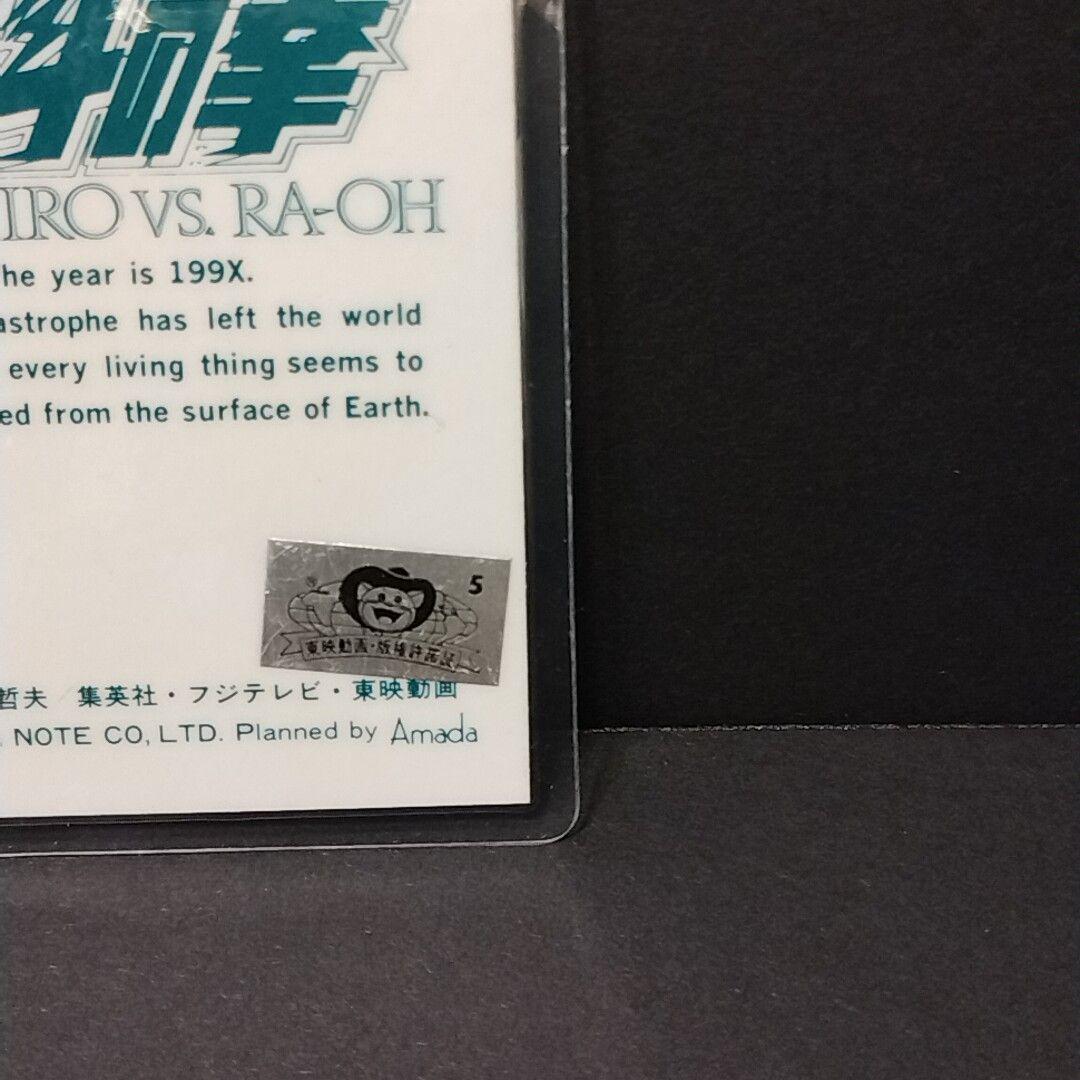 の拳
IRO VS. RA-OH
he year is 199X.
astrophe has left the world
every living thing seems to
ed from the surface of Earth.
5
®
東映動画・版権許諾証
哲夫 集英社・フジテレビ・東映動画
NOTE CO, LTD. Planned by Amada